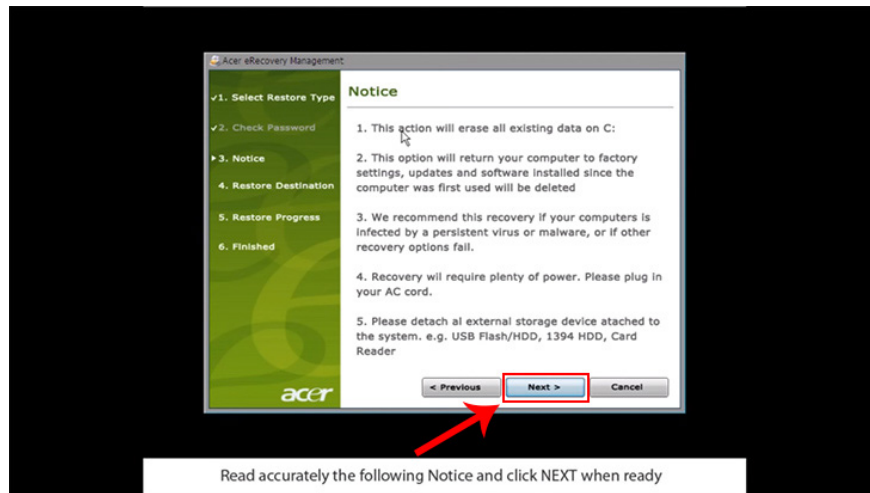 Acer eRecovery Management
✓1. Select Restore Type
✓2. Check Password
▸3. Notice
4. Restore Destination
5. Restore Progress
6. Finished
acer
Notice
1. This action will erase all existing data on C:
2. This option will return your computer to factory
settings, updates and software installed since the
computer was first used will be deleted
3. We recommend this recovery if your computers is
infected by a persistent virus or malware, or if other
recovery options fail.
4. Recovery wil require plenty of power. Please plug in
your AC cord.
5. Please detach al external storage device atached to
the system. e.g. USB Flash/HDD, 1394 HDD, Card
Reader
< Previous
Next >
Cancel
Read accurately the following Notice and click NEXT when ready